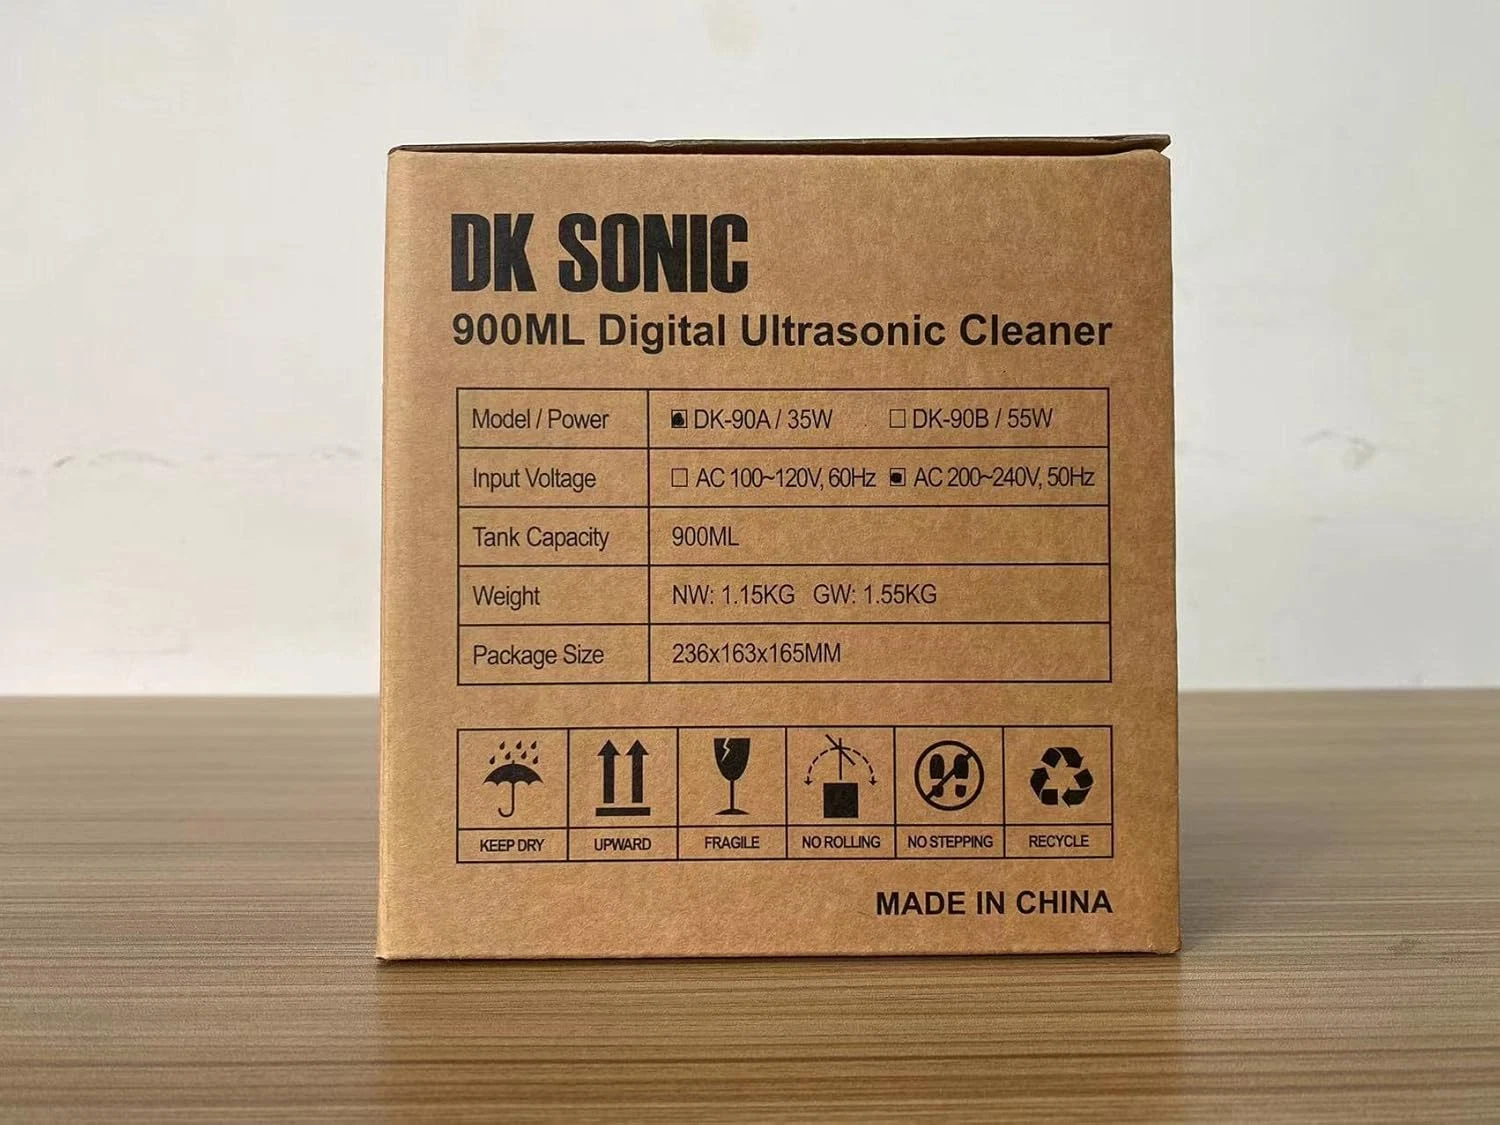 DK SONIC
900ML Digital Ultrasonic Cleaner
Model / Power DK-90A / 35W DK-90B / 55W
Input Voltage AC 100~120V, 60Hz AC 200~240V, 50Hz
Tank Capacity 900ML
Weight NW: 1.15KG GW: 1.55KG
Package Size 236x163x165MM
KEEP DRY UPWARD FRAGILE NO ROLLING NO STEPPING RECYCLE
MADE IN CHINA